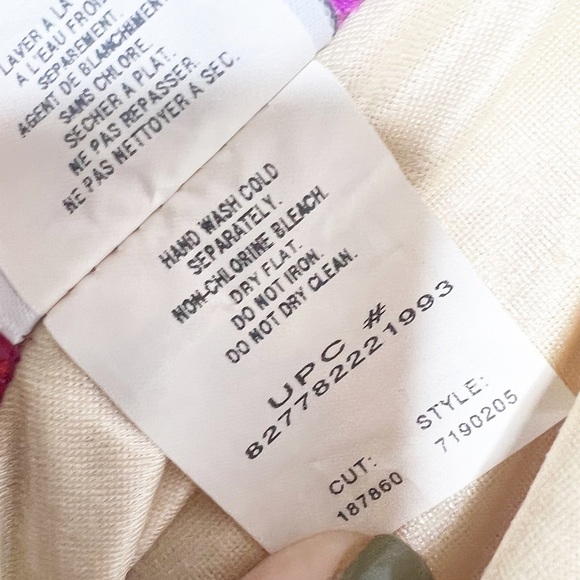 LAVER A LA
A L'EAU FROI
SEPAREMENT.
AGENT DE BLANCHIMENT
SANS CHLORE.
SECHER A PLAT.
NE PAS REPASSER.
NE PAS NETTOYER A SEC.
HAND WASH COLD
SEPARATELY.
NON-CHLORINE BLEACH.
DRY FLAT.
DO NOT IRON.
DO NOT DRY CLEAN.
UPC #
827782221993
CUT:
187860
STYLE:
7190205